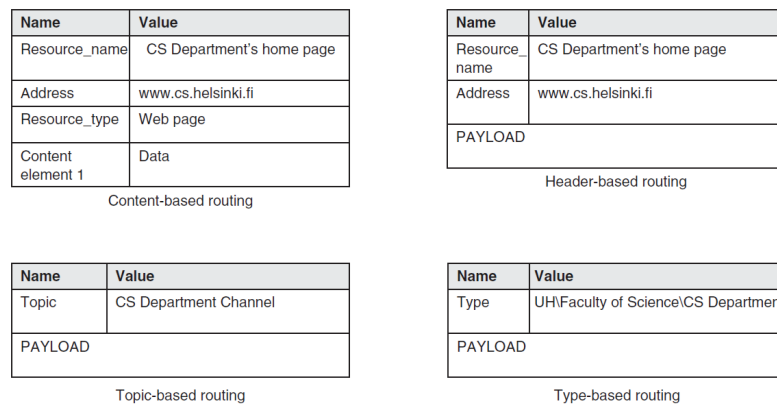 Name Value
Resource_name CS Department's home page
Address www.cs.helsinki.fi
Resource_type Web page
Content Data
element 1
Content-based routing
Name Value
Resource_ CS Department's home page
name
Address www.cs.helsinki.fi
PAYLOAD
Header-based routing
Name Value
Topic CS Department Channel
PAYLOAD
Topic-based routing
Name Value
Type UH\Faculty of Science\CS Departmen
PAYLOAD
Type-based routing